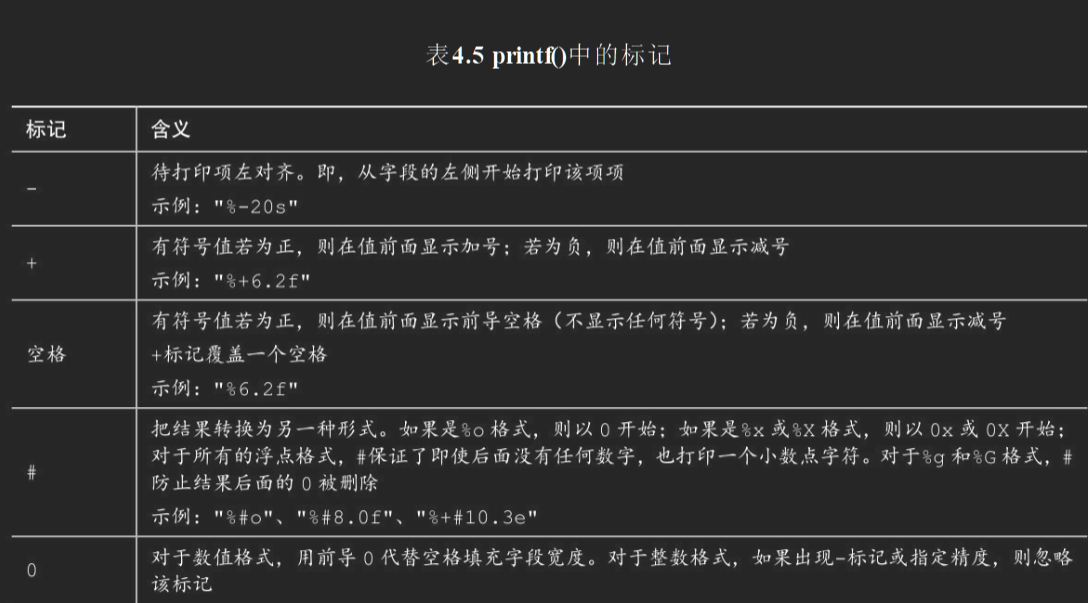 表4.5 printf()中的标记
标记 含义
- 待打印项左对齐。即，从字段的左侧开始打印该项项
示例："%-20s"
+ 有符号值若为正，则在值前面显示加号；若为负，则在值前面显示减号
示例："%+6.2f"
空格 有符号值若为正，则在值前面显示前导空格（不显示任何符号）；若为负，则在值前面显示减号
+标记覆盖一个空格
示例："%6.2f"
# 把结果转换为另一种形式。如果是%o 格式，则以 0 开始；如果是%x 或%X 格式，则以 0x 或 0X 开始；
对于所有的浮点格式，#保证了即使后面没有任何数字，也打印一个小数点字符。对于%g 和%G 格式，#
防止结果后面的 0 被删除
示例："%#o"、"%#8.0f"、"%+#10.3e"
0 对于数值格式，用前导 0 代替空格填充字段宽度。对于整数格式，如果出现-标记或指定精度，则忽略
该标记